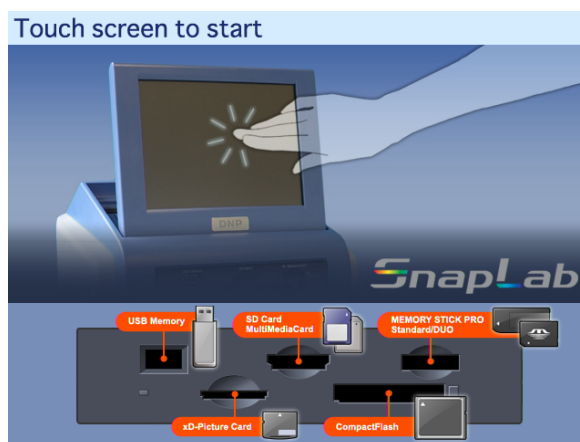 Touch screen to start
DNP
SnapLab
USB Memory
SD Card
MultiMediaCard
MEMORY STICK PRO
Standard/DUO
xD-Picture Card
CompactFlash